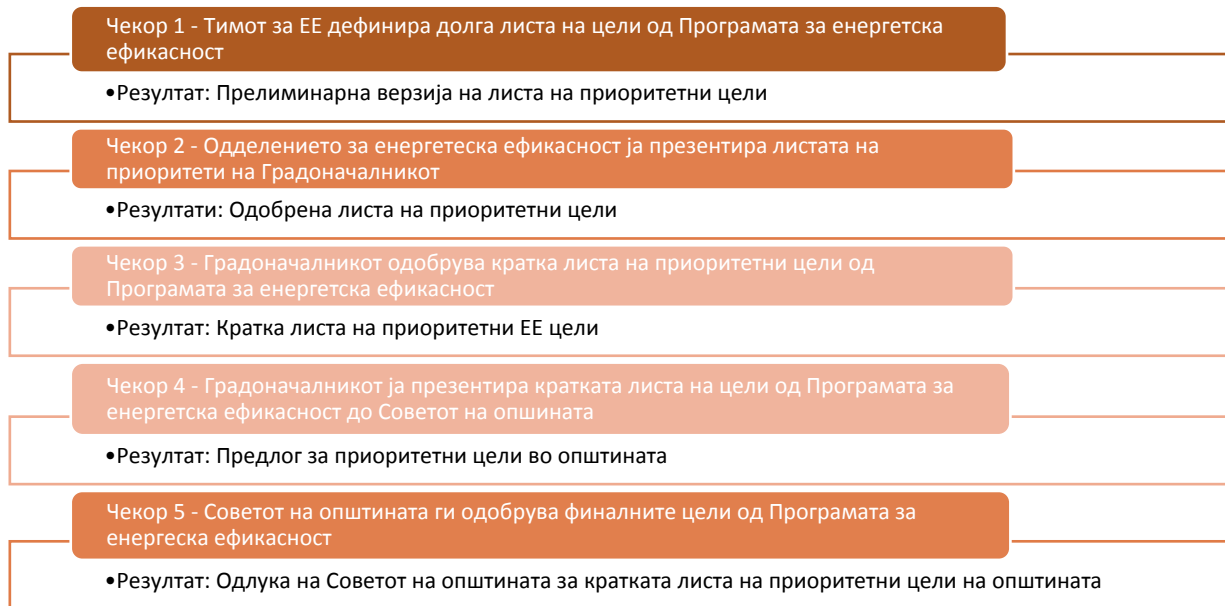 Чекор 1 - Тимот за ЕЕ дефинира долга листа на цели од Програмата за енергетска
ефикасност
•Резултат: Прелиминарна верзија на листа на приоритетни цели
Чекор 2 - Одделението за енергетеска ефикасност ја презентира листата на
приоритети на Градоначалникот
•Резултати: Одобрена листа на приоритетни цели
Чекор 3 - Градоначалникот одобрува кратка листа на приоритетни цели од
Програмата за енергетска ефикасност
•Резултат: Кратка листа на приоритетни ЕЕ цели
Чекор 4 - Градоначалникот ја презентира кратката листа на цели од Програмата за
енергетска ефикасност до Советот на опшината
•Резултат: Предлог за приоритетни цели во општината
Чекор 5 - Советот на општината ги одобрува финалните цели од Програмата за
енергеска ефикасност
•Резултат: Одлука на Советот на општината за кратката листа на приоритетни цели на општината